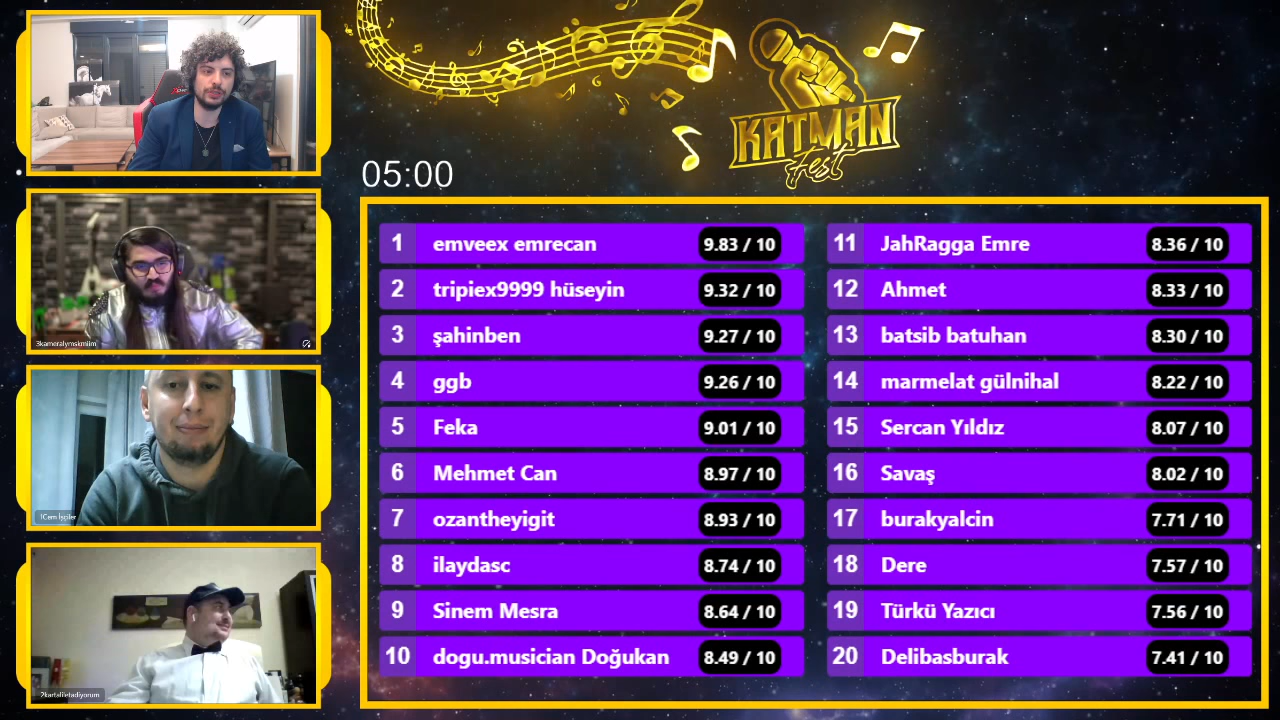 KATMAN
Fest
05:00
3kameralymskmiim
!Cem İşgiler
2kartaliletadiyorum
1 emveex emrecan 9.83 / 10
2 tripiex9999 hüseyin 9.32 / 10
3 şahinben 9.27 / 10
4 ggb 9.26 / 10
5 Feka 9.01 / 10
6 Mehmet Can 8.97 / 10
7 ozantheyigit 8.93 / 10
8 ilaydasc 8.74 / 10
9 Sinem Mesra 8.64 / 10
10 dogu.musician Doğukan 8.49 / 10
11 JahRagga Emre 8.36 / 10
12 Ahmet 8.33 / 10
13 batsib batuhan 8.30 / 10
14 marmelat gülnihal 8.22 / 10
15 Sercan Yıldız 8.07 / 10
16 Savaş 8.02 / 10
17 burakyalcin 7.71 / 10
18 Dere 7.57 / 10
19 Türkü Yazıcı 7.56 / 10
20 Delibasburak 7.41 / 10